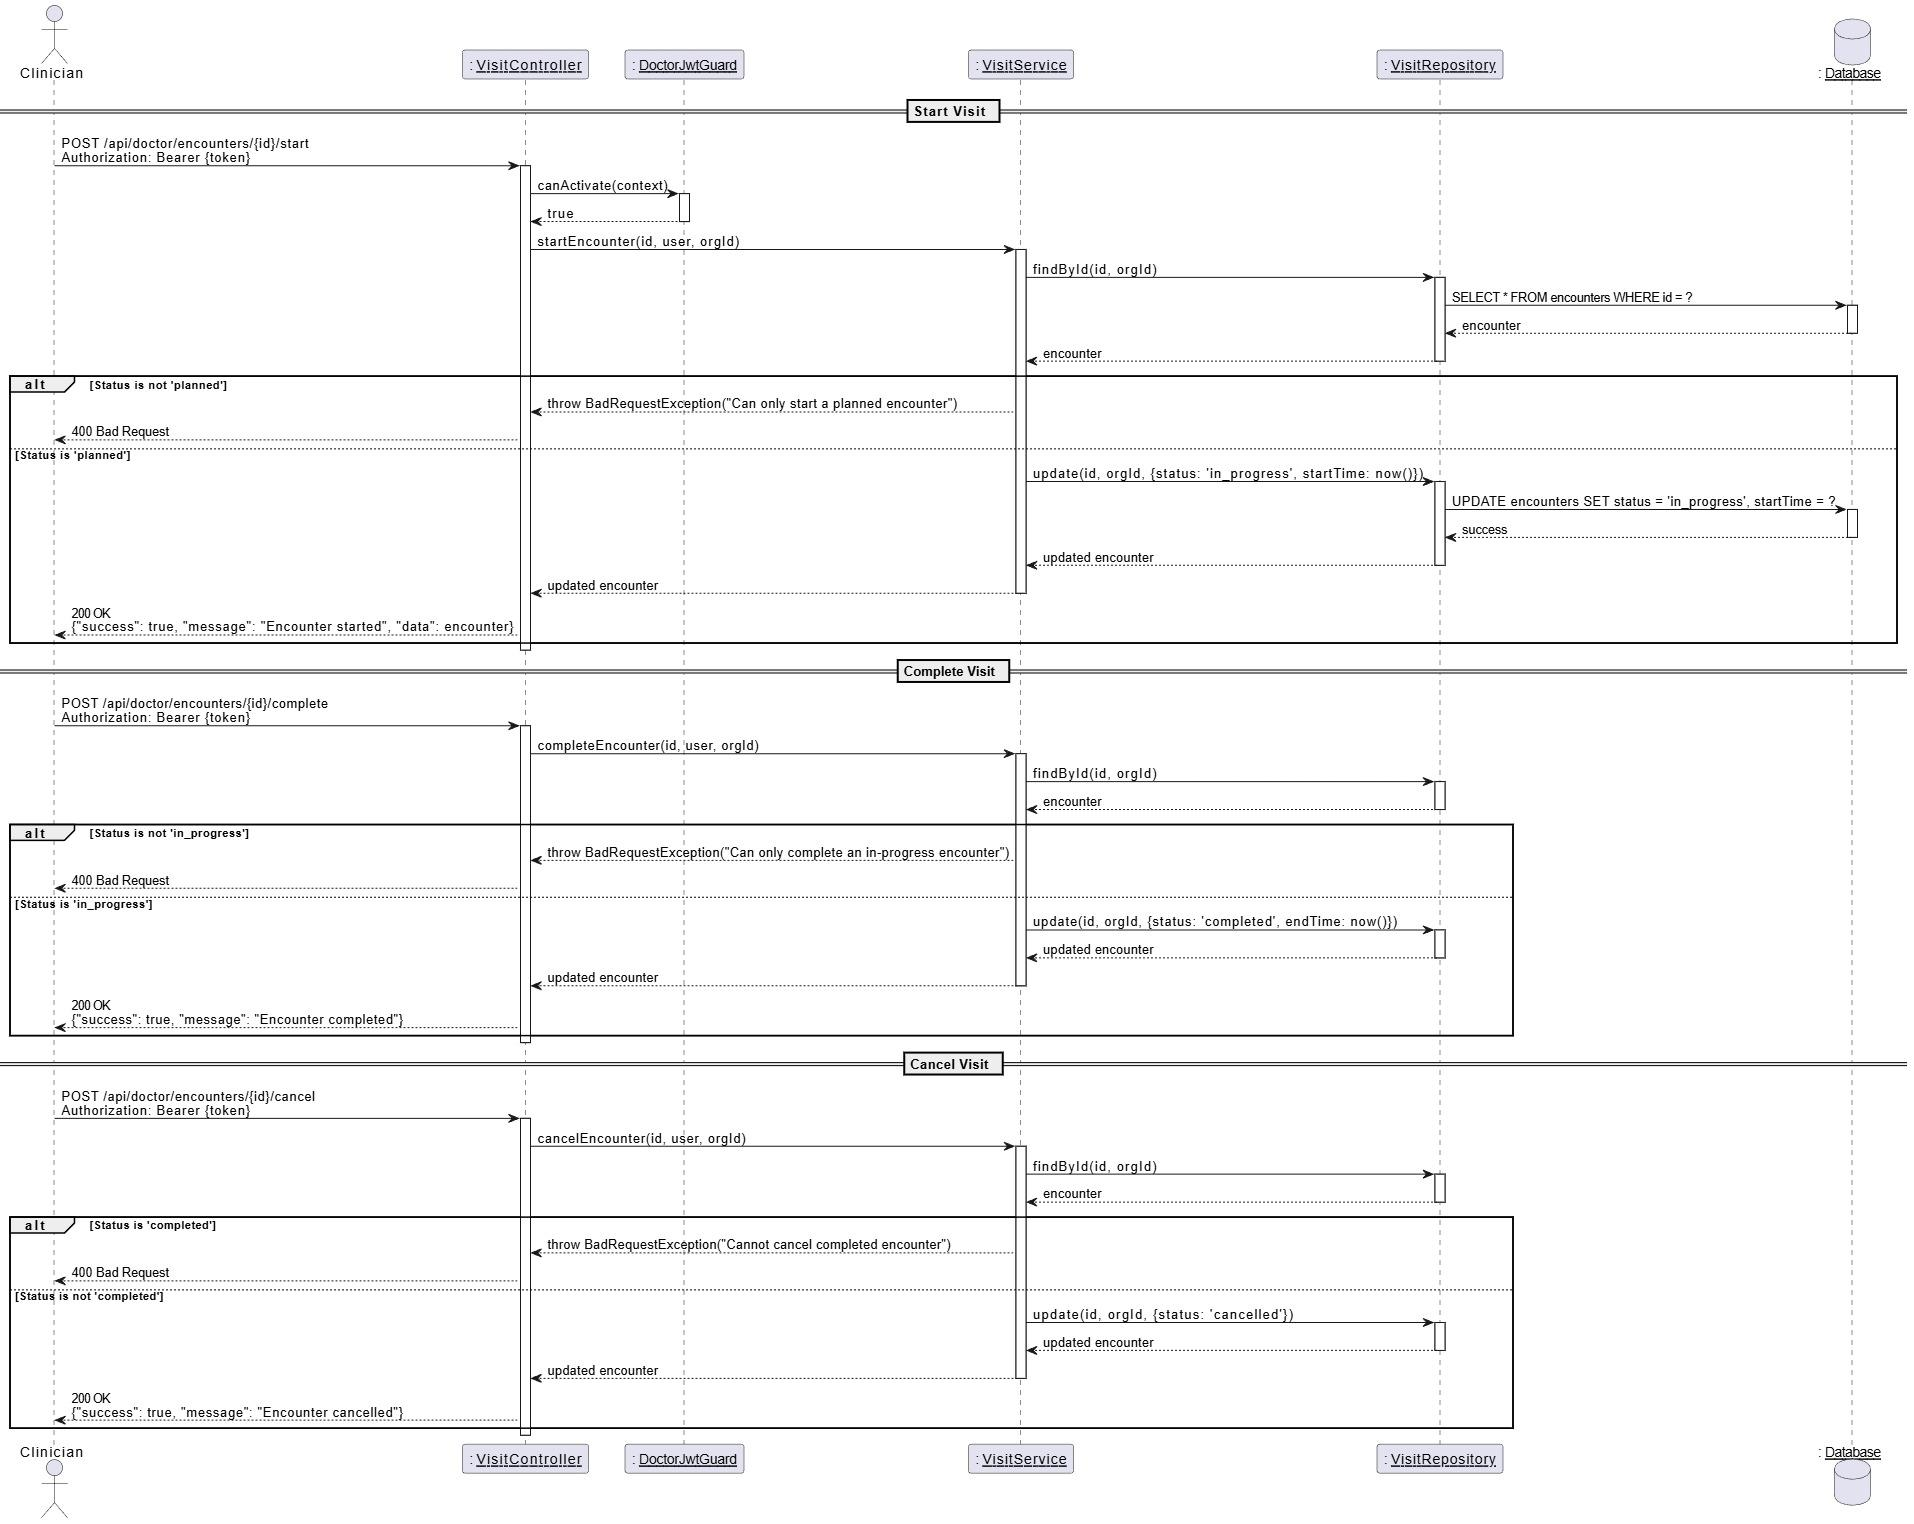 Clinician
: VisitController
: DoctorJwtGuard
: VisitService
: VisitRepository
: Database
Start Visit
POST /api/doctor/encounters/{id}/start
Authorization: Bearer {token}
canActivate(context)
true
startEncounter(id, user, orgId)
findById(id, orgId)
SELECT * FROM encounters WHERE id = ?
encounter
encounter
alt
[Status is not 'planned']
throw BadRequestException("Can only start a planned encounter")
400 Bad Request
[Status is 'planned']
update(id, orgId, {status: 'in_progress', startTime: now()})
UPDATE encounters SET status = 'in_progress', startTime = ?
success
updated encounter
updated encounter
200 OK
{"success": true, "message": "Encounter started", "data": encounter}
Complete Visit
POST /api/doctor/encounters/{id}/complete
Authorization: Bearer {token}
completeEncounter(id, user, orgId)
findById(id, orgId)
encounter
alt
[Status is not 'in_progress']
throw BadRequestException("Can only complete an in-progress encounter")
400 Bad Request
[Status is 'in_progress']
update(id, orgId, {status: 'completed', endTime: now()})
updated encounter
updated encounter
200 OK
{"success": true, "message": "Encounter completed"}
Cancel Visit
POST /api/doctor/encounters/{id}/cancel
Authorization: Bearer {token}
cancelEncounter(id, user, orgId)
findById(id, orgId)
encounter
alt
[Status is 'completed']
throw BadRequestException("Cannot cancel completed encounter")
400 Bad Request
[Status is not 'completed']
update(id, orgId, {status: 'cancelled'})
updated encounter
updated encounter
200 OK
{"success": true, "message": "Encounter cancelled"}
Clinician
: VisitController
: DoctorJwtGuard
: VisitService
: VisitRepository
: Database